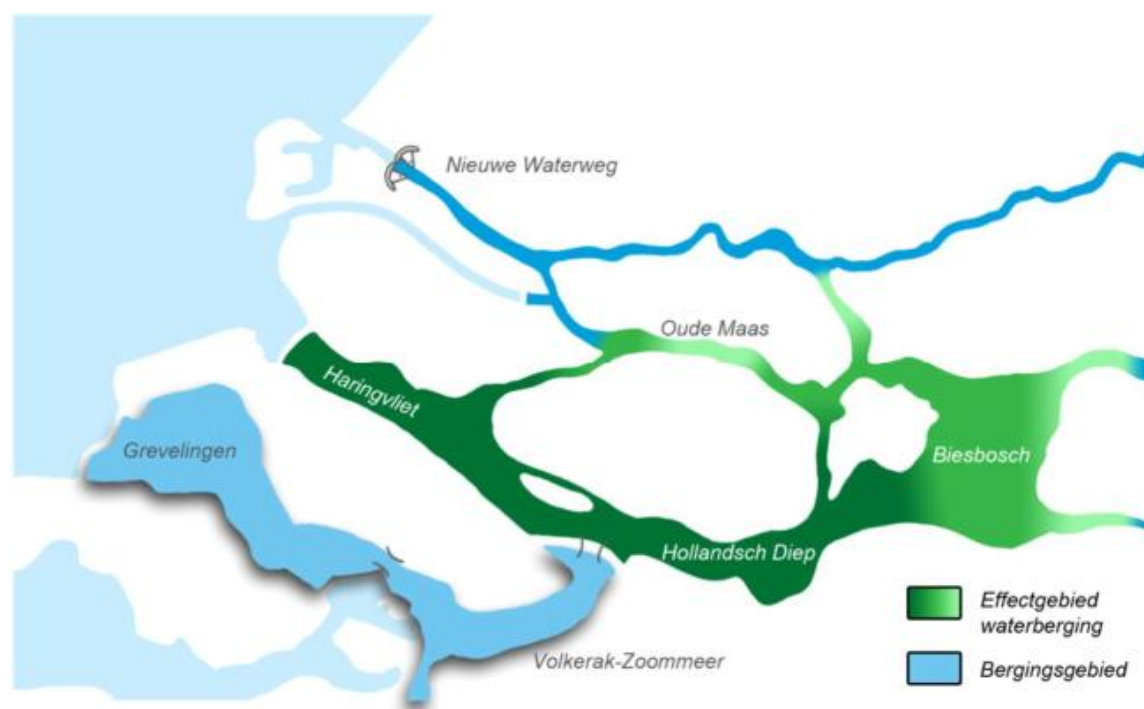 Nieuwe Waterweg
Oude Maas
Haringvliet
Grevelingen
Biesbosch
Hollandsch Diep
Effectgebied
waterberging
Volkerak-Zoommeer
Bergingsgebied